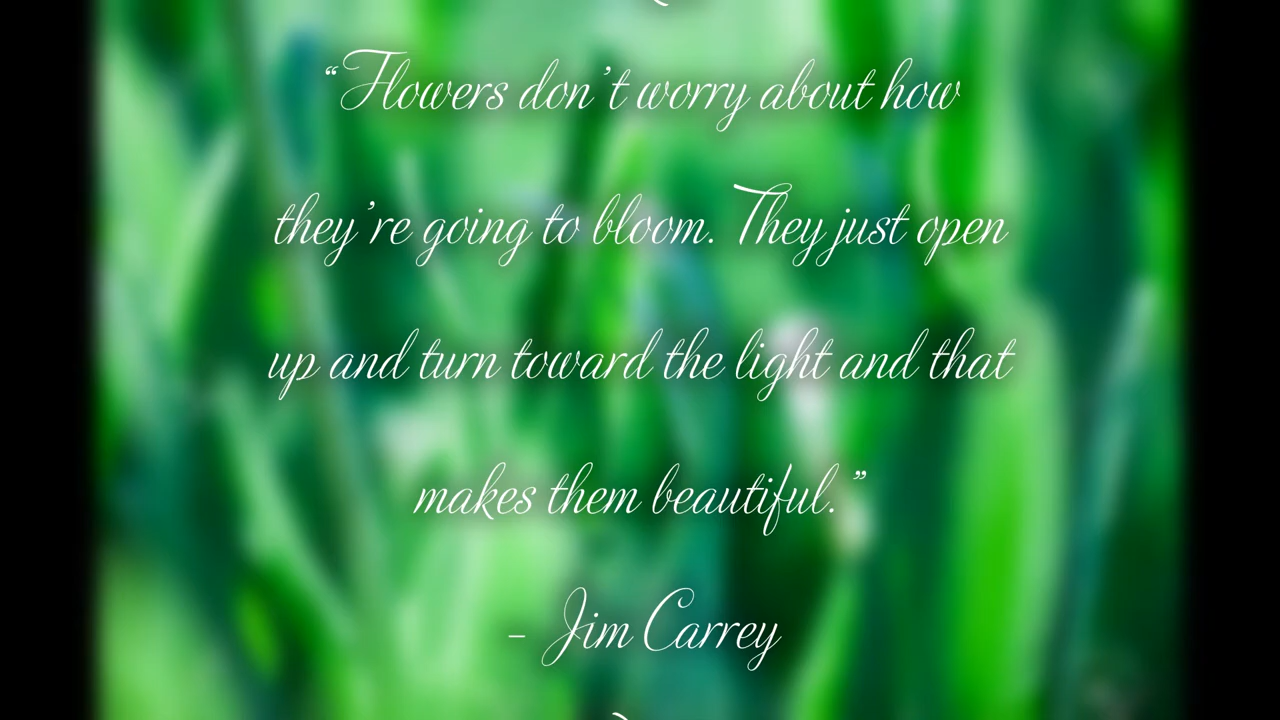 “Flowers don’t worry about how
they’re going to bloom. They just open
up and turn toward the light and that
makes them beautiful.”
- Jim Carrey